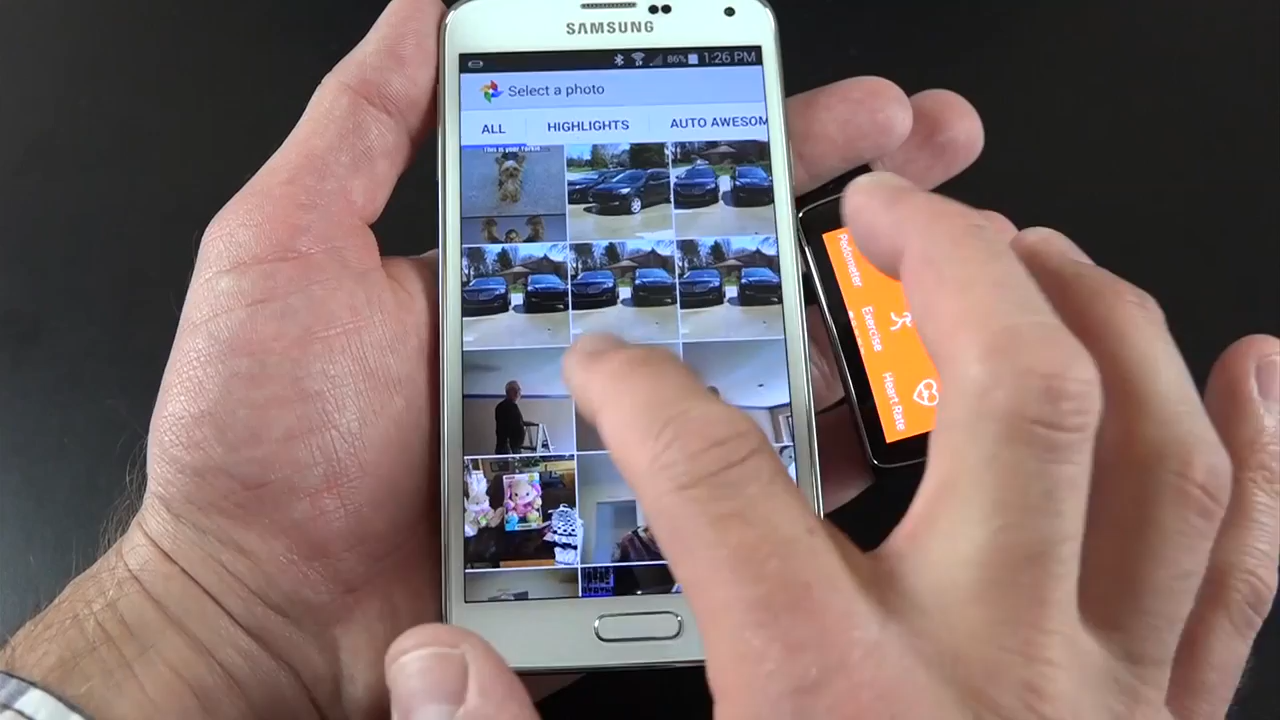 SAMSUNG
86% 1:26 PM
Select a photo
ALL HIGHLIGHTS AUTO AWESOM
This is your Yorkie
Pedometer
Exercise
Heart Rate